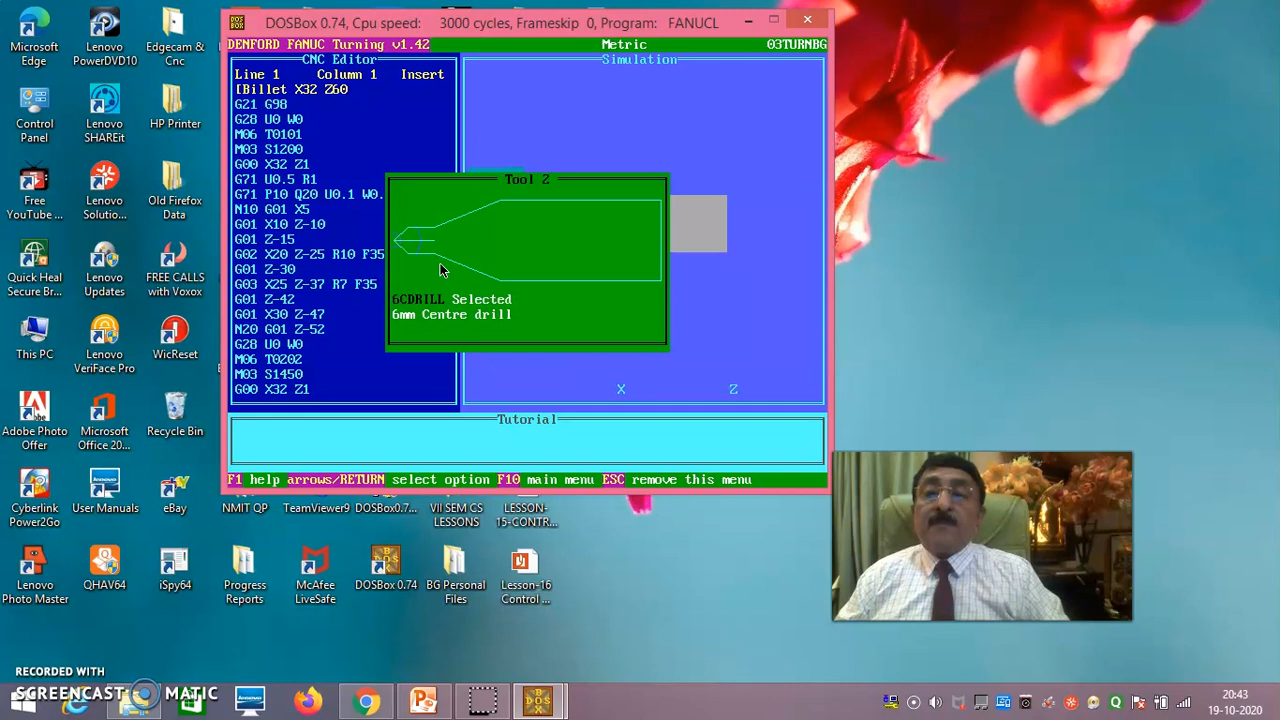 DOSBox 0.74, Cpu speed: 3000 cycles, Frameskip 0, Program: FANUCL
DENFORD FANUC Turning v1.42 Metric 03TURNBG
CNC Editor
Line 1 Column 1 Insert
[Billet X32 Z60
G21 G98
G28 U0 W0
M06 T0101
M03 S1200
G00 X32 Z1
G71 U0.5 R1
G71 P10 Q20 U0.1 W0.
N10 G01 X5
G01 X10 Z-10
G01 Z-15
G02 X20 Z-25 R10 F35
G01 Z-30
G03 X25 Z-37 R7 F35
G01 Z-42
G01 X30 Z-47
N20 G01 Z-52
G28 U0 W0
M06 T0202
M03 S1450
G00 X32 Z1
Simulation
X Z
Tool 2
6CDRILL Selected
6mm Centre drill
Tutorial
F1 help arrows/RETURN select option F10 main menu ESC remove this menu
Microsoft Edge
Lenovo PowerDVD10
Edgecam & Cnc
Control Panel
Lenovo SHAREit
HP Printer
Free YouTube ...
Lenovo Solutio...
Old Firefox Data
Quick Heal Secure Br...
Lenovo Updates
FREE CALLS with Voxox
This PC
Lenovo VeriFace Pro
WicReset
Adobe Photo Offer
Microsoft Office 20...
Recycle Bin
Cyberlink Power2Go
User Manuals
eBay
NMIT QP
TeamViewer9
DOSBox0.7...
VII SEM CS LESSONS
LESSON-15-CONTR...
Lenovo Photo Master
QHAV64
iSpy64
Progress Reports
McAfee LiveSafe
DOSBox 0.74
BG Personal Files
Lesson-16 Control ...
RECORDED WITH
SCREENCAST MATIC
20:43
19-10-2020